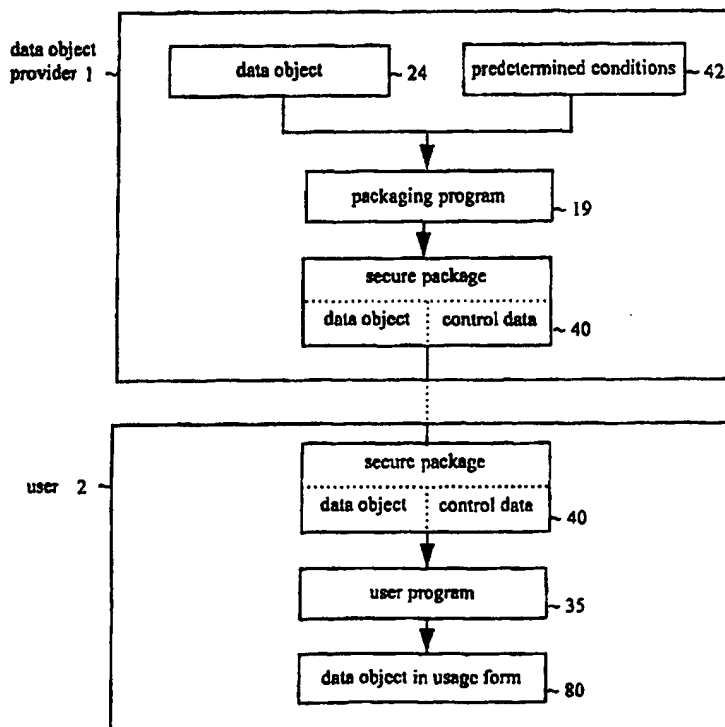 data object
provider 1
data object
~ 24
predetermined conditions
~ 42
packaging program
~ 19
secure package
data object
control data
~ 40
user 2
secure package
data object
control data
~ 40
user program
~ 35
data object in usage form
~ 80